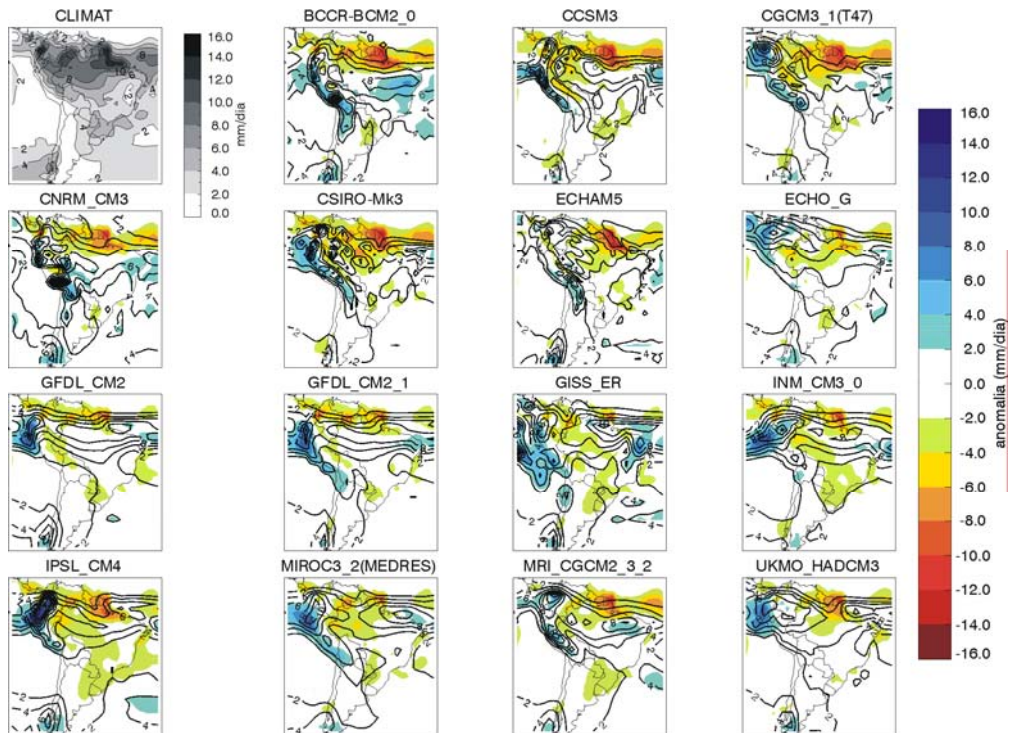 CLIMAT
BCCR-BCM2_0
CCSM3
CGCM3_1(T47)
16.0
14.0
12.0
10.0
8.0
6.0
4.0
2.0
0.0
mm/dia
CNRM_CM3
CSIRO-Mk3
ECHAM5
ECHO_G
GFDL_CM2
GFDL_CM2_1
GISS_ER
INM_CM3_0
IPSL_CM4
MIROC3_2(MEDRES)
MRI_CGCM2_3_2
UKMO_HADCM3
16.0
14.0
12.0
10.0
8.0
6.0
4.0
2.0
0.0
-2.0
-4.0
-6.0
-8.0
-10.0
-12.0
-14.0
-16.0
anomalia (mm/dia)